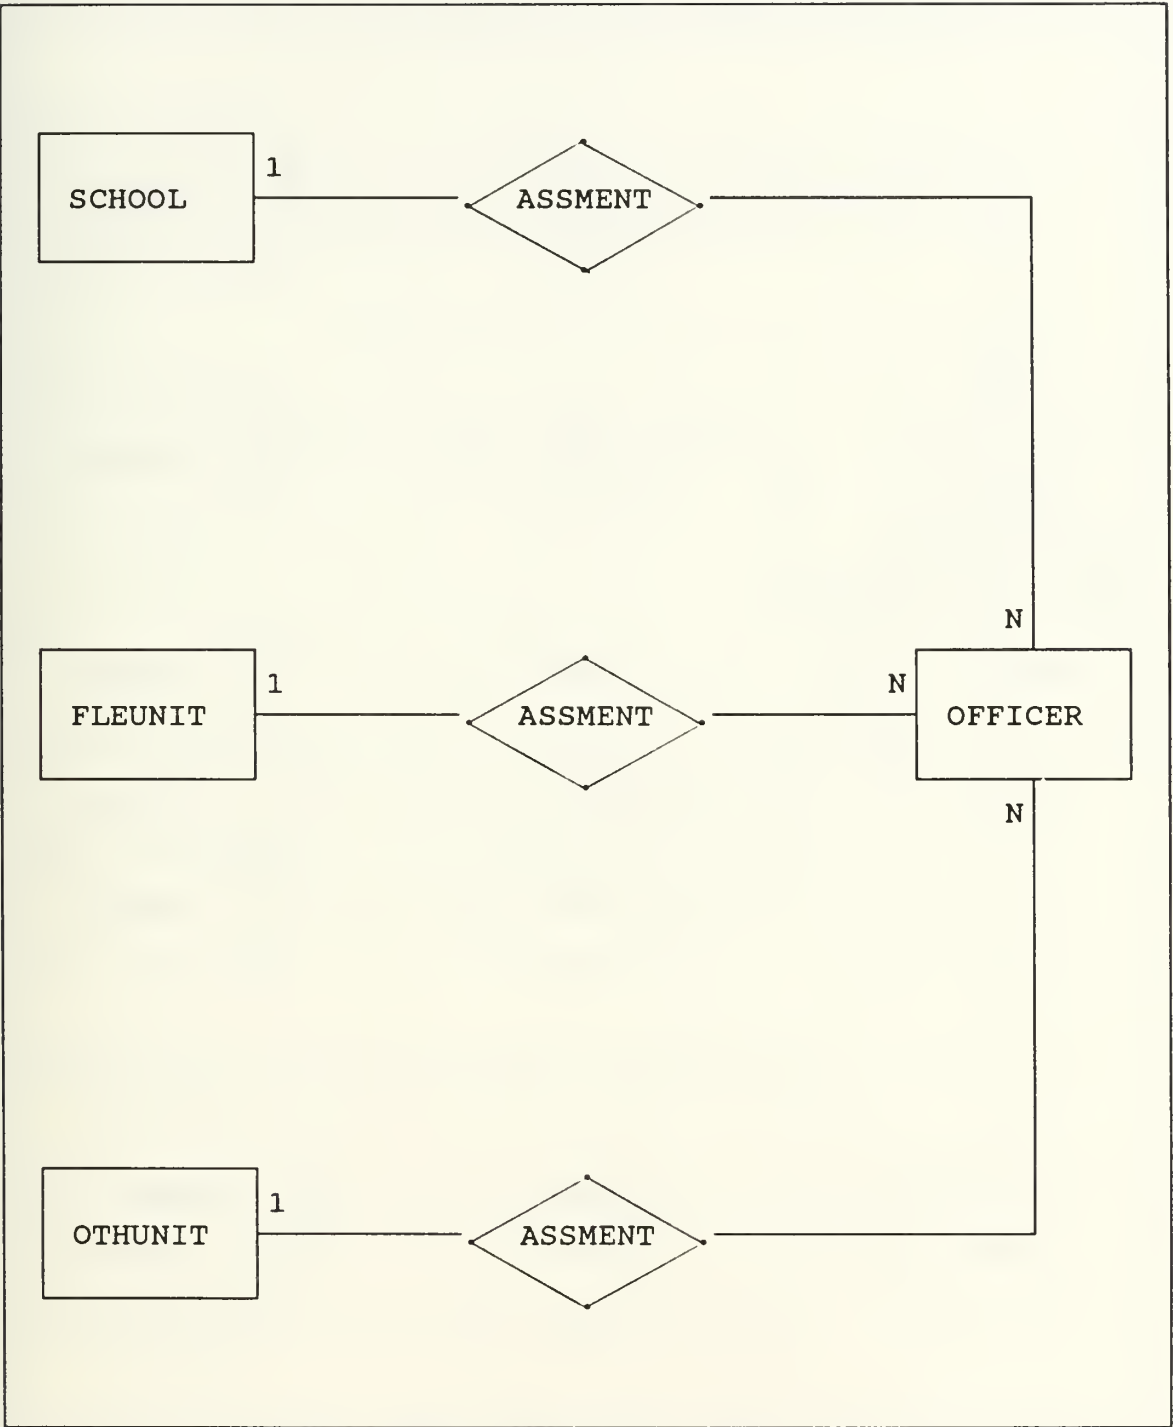 1
SCHOOL
ASSMENT
N
1
N
FLEUNIT
ASSMENT
OFFICER
N
1
OTHUNIT
ASSMENT